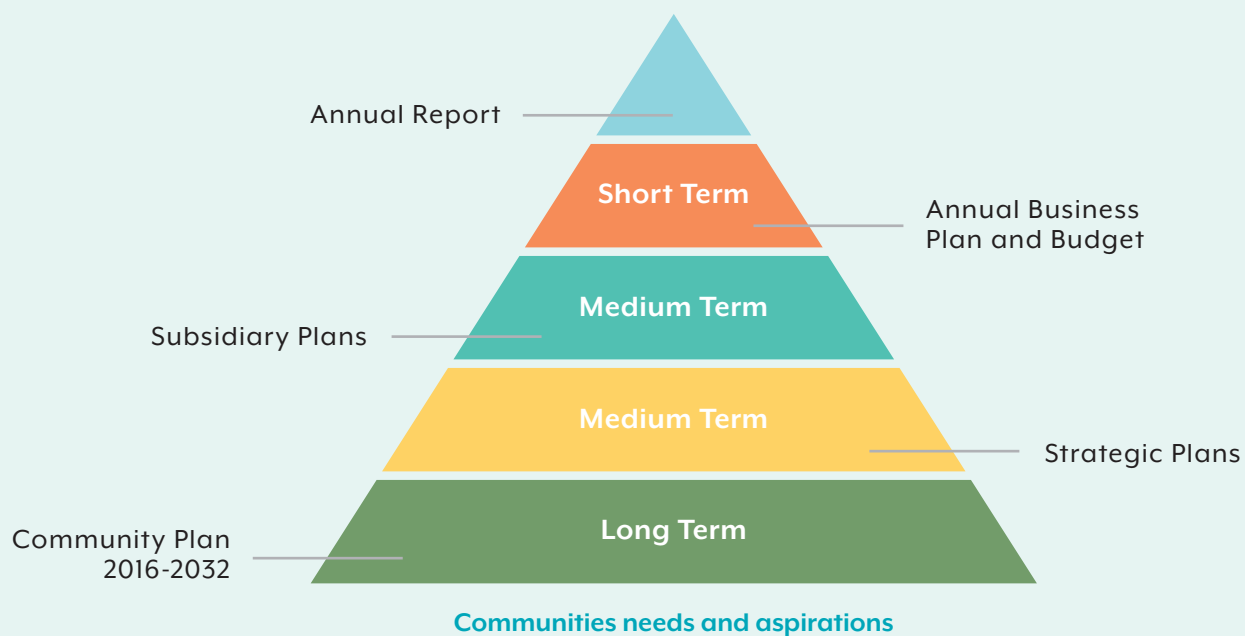 Annual Report
Short Term
Annual Business
Plan and Budget
Medium Term
Subsidiary Plans
Medium Term
Strategic Plans
Long Term
Community Plan
2016-2032
Communities needs and aspirations